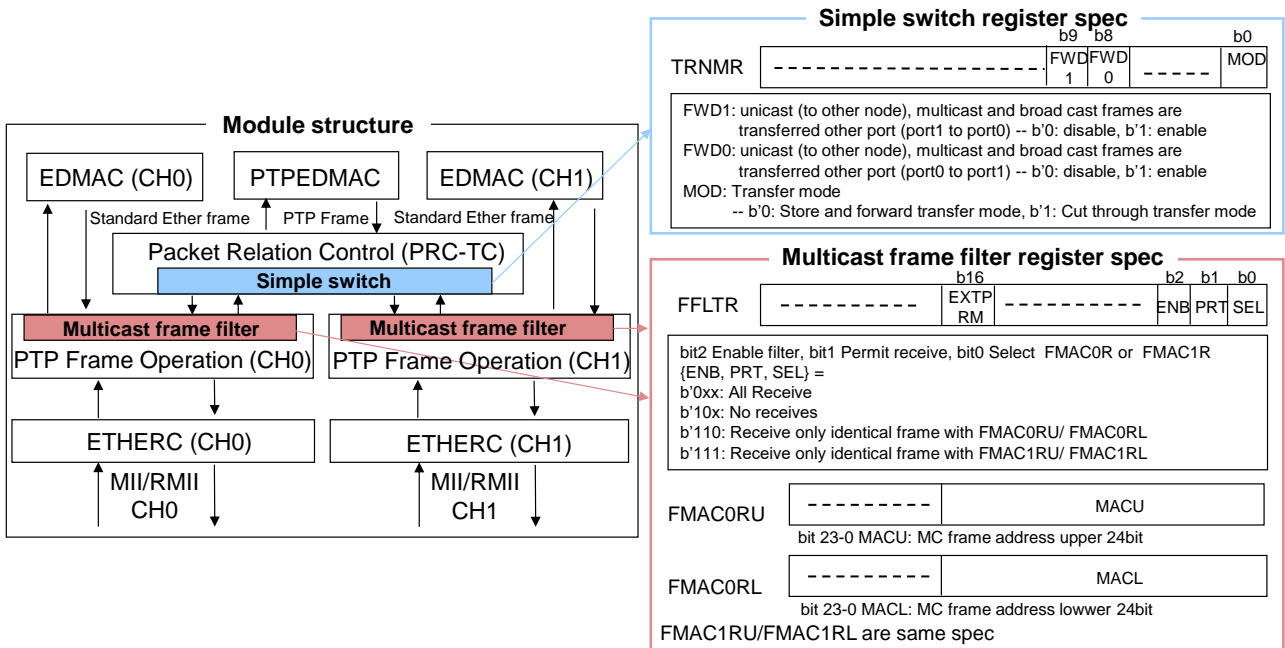 Module structure
EDMAC (CH0)
PTPEDMAC
EDMAC (CH1)
Standard Ether frame
PTP Frame
Standard Ether frame
Packet Relation Control (PRC-TC)
Simple switch
Multicast frame filter
Multicast frame filter
PTP Frame Operation (CH0)
PTP Frame Operation (CH1)
ETHERC (CH0)
ETHERC (CH1)
MII/RMII
CH0
MII/RMII
CH1
Simple switch register spec
b9 b8 b0
TRNMR
FWD
1
FWD
0
MOD
FWD1: unicast (to other node), multicast and broad cast frames are
transferred other port (port1 to port0) -- b'0: disable, b'1: enable
FWD0: unicast (to other node), multicast and broad cast frames are
transferred other port (port0 to port1) -- b'0: disable, b'1: enable
MOD: Transfer mode
-- b'0: Store and forward transfer mode, b'1: Cut through transfer mode
Multicast frame filter register spec
b16 b2 b1 b0
FFLTR
EXTP
RM
ENB PRT SEL
bit2 Enable filter, bit1 Permit receive, bit0 Select FMAC0R or FMAC1R
{ENB, PRT, SEL} =
b'0xx: All Receive
b'10x: No receives
b'110: Receive only identical frame with FMAC0RU/ FMAC0RL
b'111: Receive only identical frame with FMAC1RU/ FMAC1RL
FMAC0RU
MACU
bit 23-0 MACU: MC frame address upper 24bit
FMAC0RL
MACL
bit 23-0 MACL: MC frame address lowwer 24bit
FMAC1RU/FMAC1RL are same spec